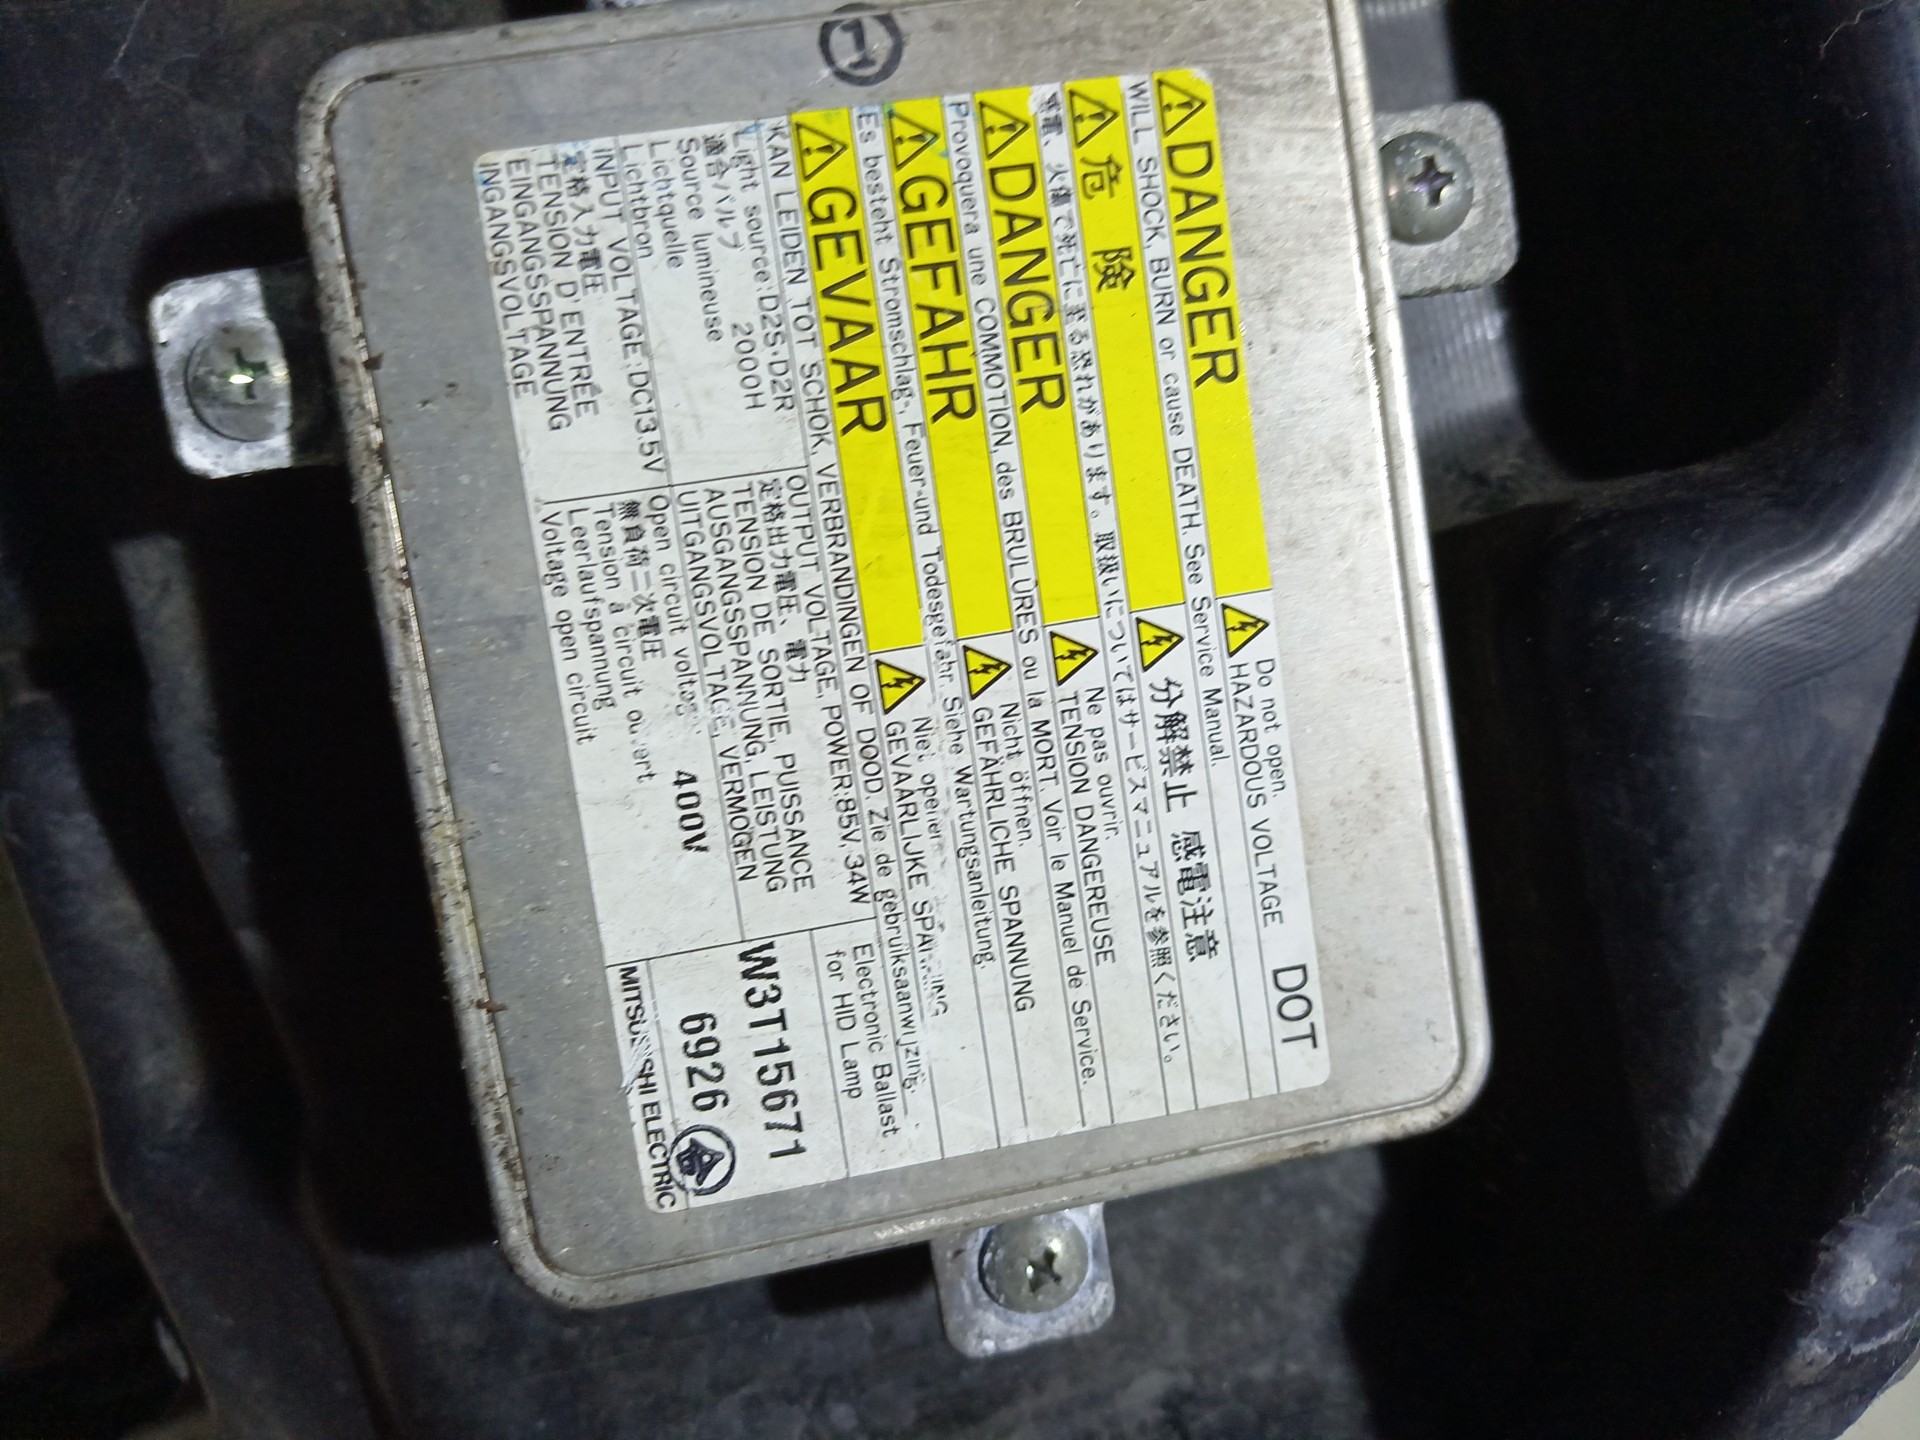 DANGER
Do not open.
HAZARDOUS VOLTAGE
DOT
WILL SHOCK, BURN or cause DEATH. See Service Manual.
危 険
分解禁止 感電注意
電、火傷で死亡に至る恐れがあります。取扱いについてはサービスマニュアルを参照ください。
DANGER
Ne pas ouvrir.
TENSION DANGEREUSE
Provoquera une COMMOTION, des BRULÛRES ou la MORT. Voir le Manuel de Service.
GEFAHR
Nicht öffnen.
GEFÄHRLICHE SPANNUNG
Es besteht Stromschlag-, Feuer-und Todesgefahr. Siehe Wartungsanleitung.
GEVAAR
Niet openen
GEVAARLIJKE SPANNING
KAN LEIDEN TOT SCHOK, VERBRANDINGEN OF DOOD. Zie de gebruiksaanwijzing.
Light source:D2S·D2R
適合バルブ 2000H
Source lumineuse
Lichtquelle
Lichtbron
OUTPUT VOLTAGE, POWER:85V, 34W
定格出力電圧、電力
TENSION DE SORTIE, PUISSANCE
AUSGANGSSPANNUNG, LEISTUNG
UITGANGSVOLTAGE, VERMOGEN
Electronic Ballast
for HID Lamp
INPUT VOLTAGE:DC13.5V
定格入力電圧
TENSION D'ENTRÉE
EINGANGSSPANNUNG
INGANGSVOLTAGE
Open circuit voltage
無負荷二次電圧 400V
Tension à circuit ouvert
Leerlaufspannung
Voltage open circuit
W3T15671
6926
MITSUBISHI ELECTRIC